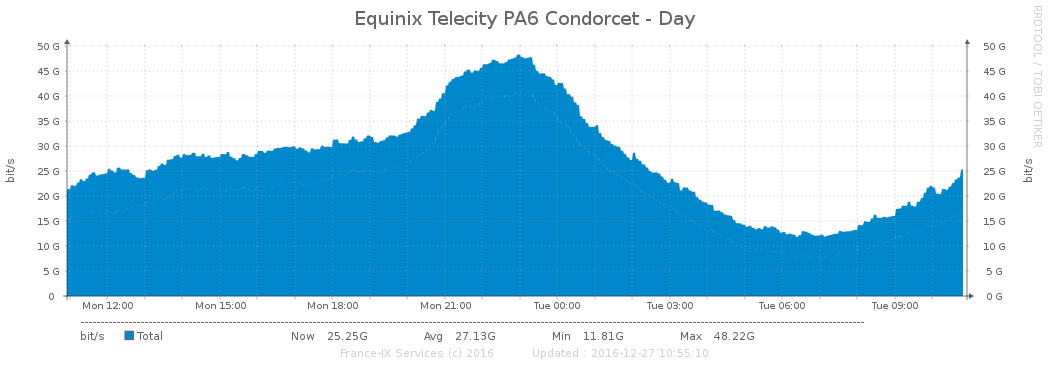 Equinix Telecity PA6 Condorcet - Day
RRDTOOL / TOBI OETIKER
bit/s
50 G 50 G
45 G 45 G
40 G 40 G
35 G 35 G
30 G 30 G
25 G 25 G
20 G 20 G
15 G 15 G
10 G 10 G
5 G 5 G
0 0 G
bit/s
Mon 12:00 Mon 15:00 Mon 18:00 Mon 21:00 Tue 00:00 Tue 03:00 Tue 06:00 Tue 09:00
bit/s Total Now 25.25G Avg 27.13G Min 11.81G Max 48.22G
France-IX Services (c) 2016 Updated : 2016-12-27 10:55:10